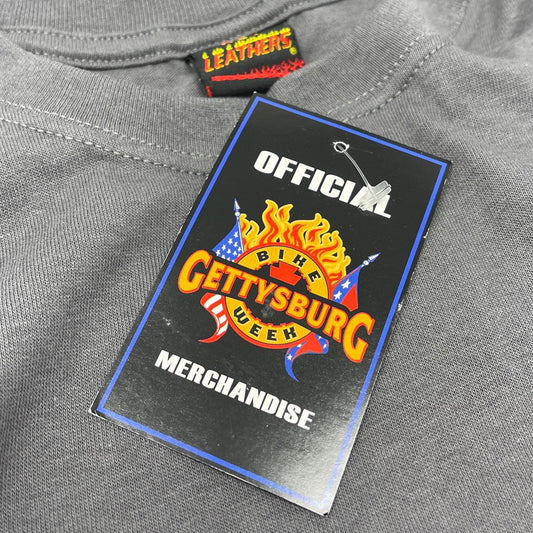 LEATHERS®
OFFICIAL
BIKE
GETTYSBURG
WEEK
MERCHANDISE